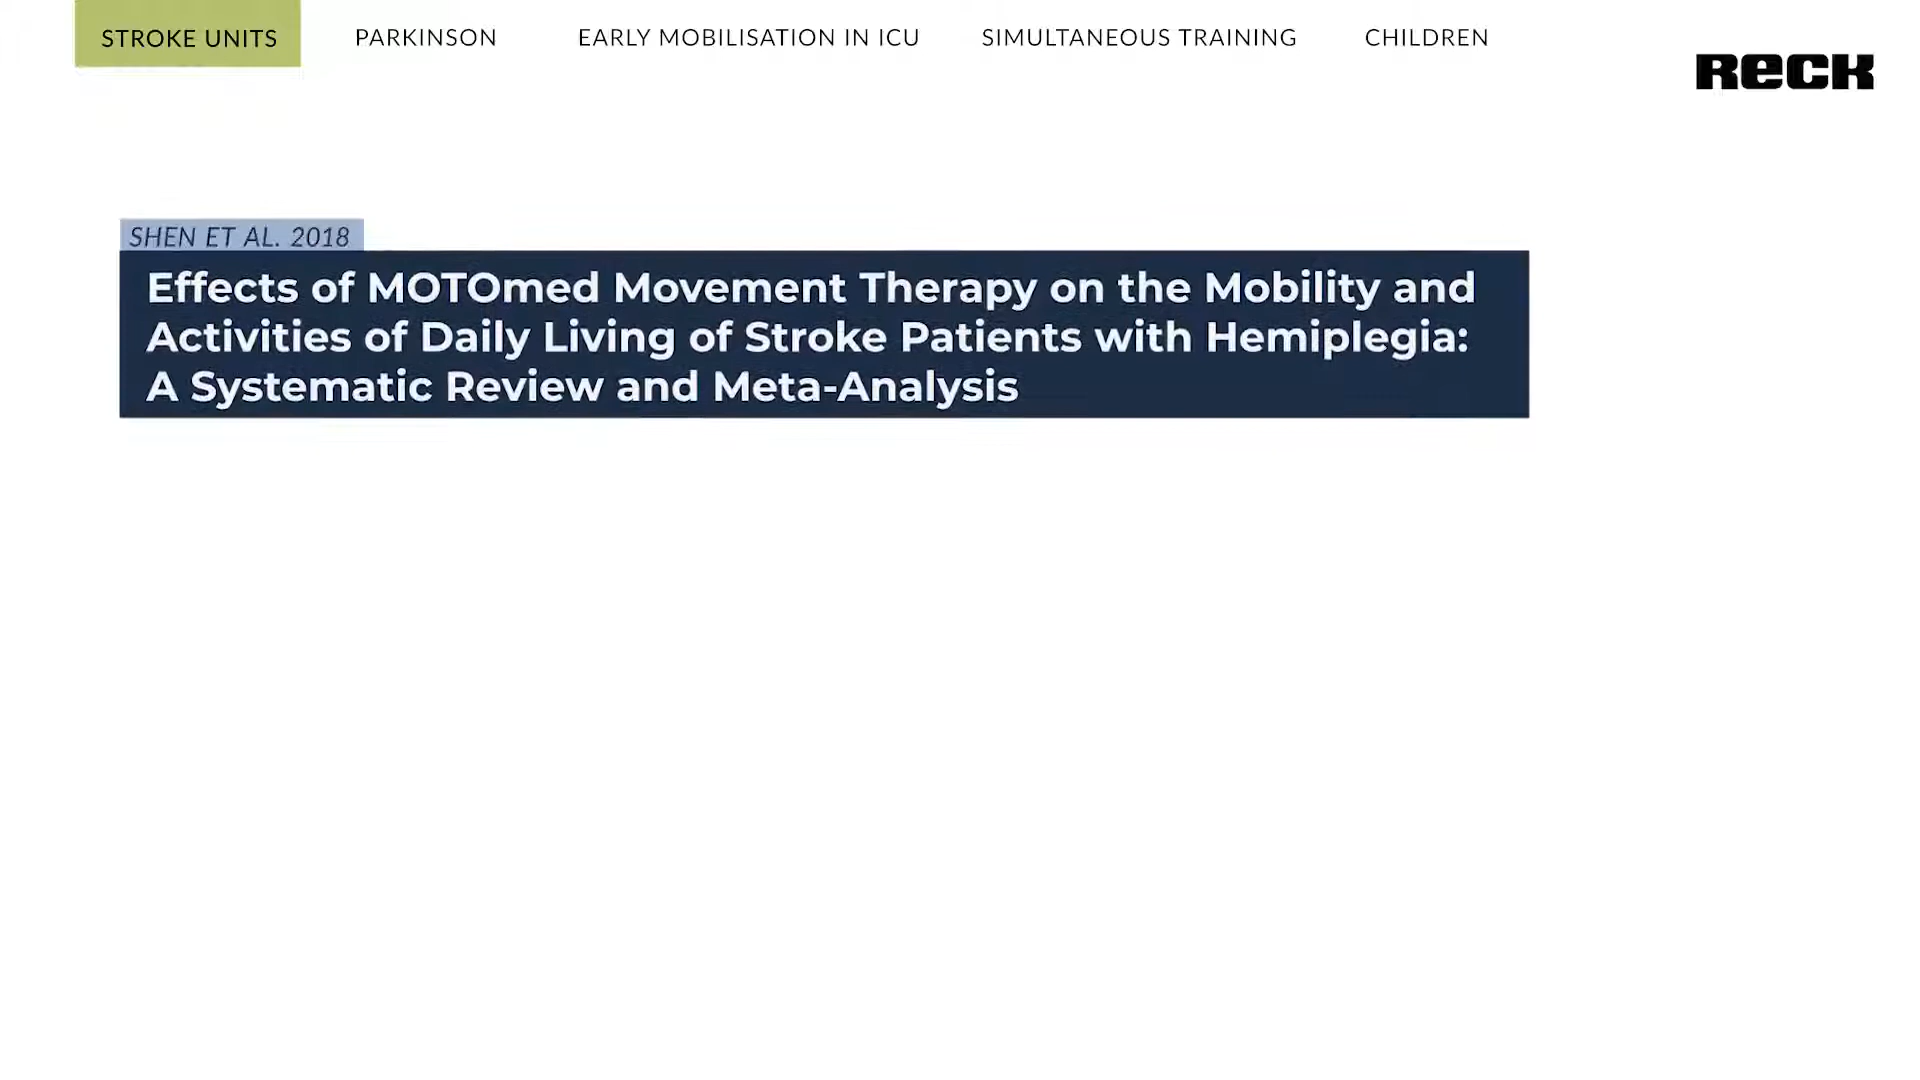 STROKE UNITS PARKINSON EARLY MOBILISATION IN ICU SIMULTANEOUS TRAINING CHILDREN
RECK
SHEN ET AL. 2018
Effects of MOTOmed Movement Therapy on the Mobility and
Activities of Daily Living of Stroke Patients with Hemiplegia:
A Systematic Review and Meta-Analysis